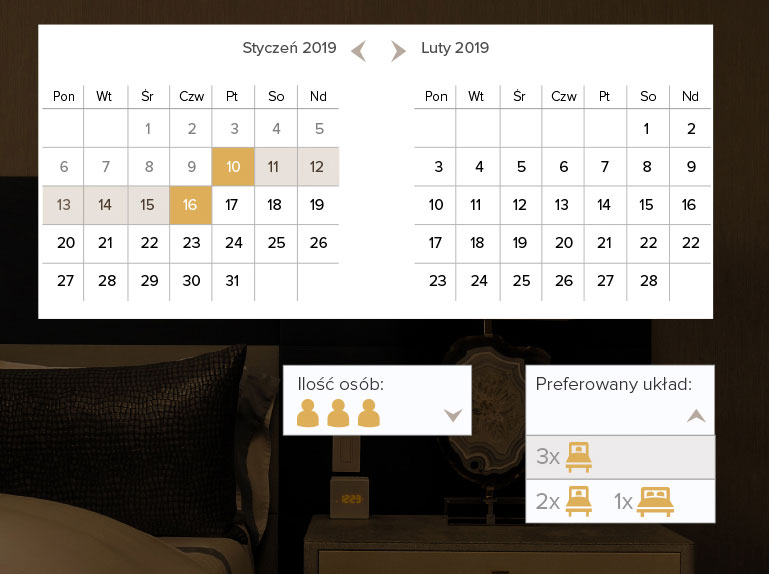 Styczeń 2019
Pon Wt Śr Czw Pt So Nd
1 2 3 4 5
6 7 8 9 10 11 12
13 14 15 16 17 18 19
20 21 22 23 24 25 26
27 28 29 30 31
Luty 2019
Pon Wt Śr Czw Pt So Nd
1 2
3 4 5 6 7 8 9
10 11 12 13 14 15 16
17 18 19 20 21 22 22
23 24 25 26 27 28
Ilość osób:
Preferowany układ:
3x
2x 1x
12:59